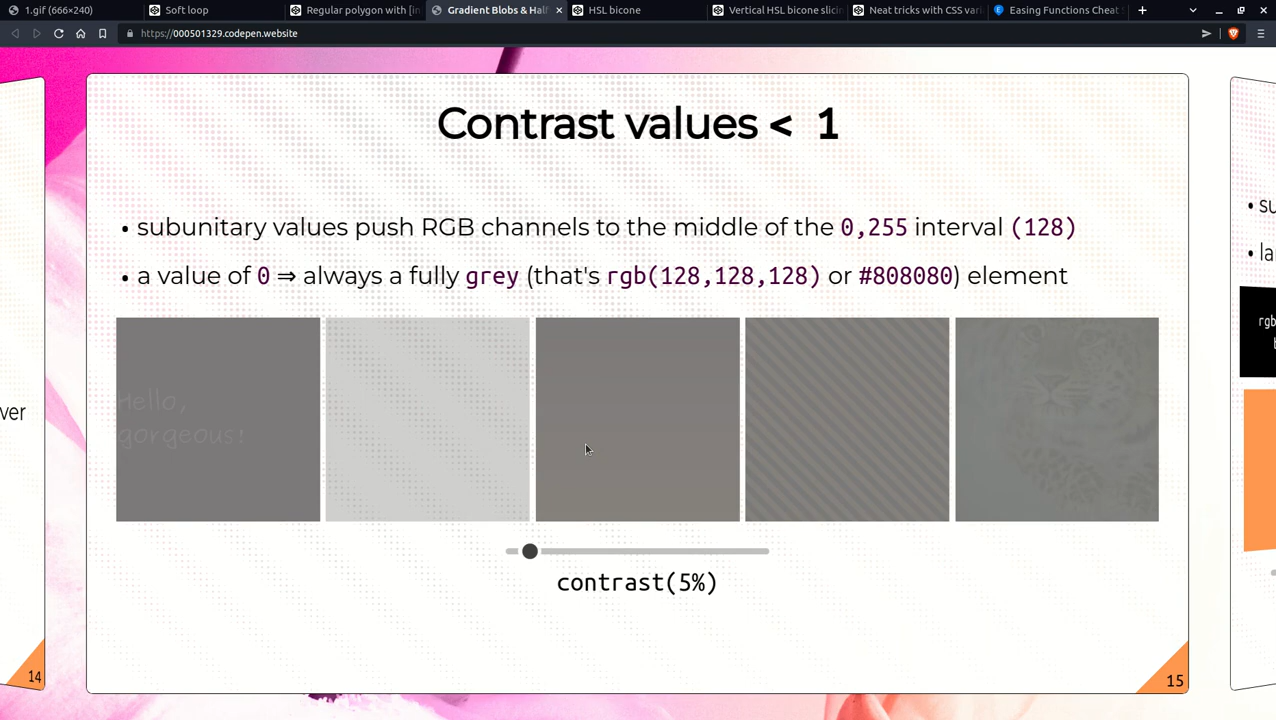 1.gif (666×240)
Soft loop
Regular polygon with [in
Gradient Blobs & Half
HSL bicone
Vertical HSL bicone slicin
Neat tricks with CSS vari
Easing Functions Cheat S
https://000501329.codepen.website
Contrast values < 1
• subunitary values push RGB channels to the middle of the 0,255 interval (128)
• a value of 0 ⇒ always a fully grey (that's rgb(128,128,128) or #808080) element
Hello,
gorgeous!
contrast(5%)
15
ver
14
• su
• la
rgb
b